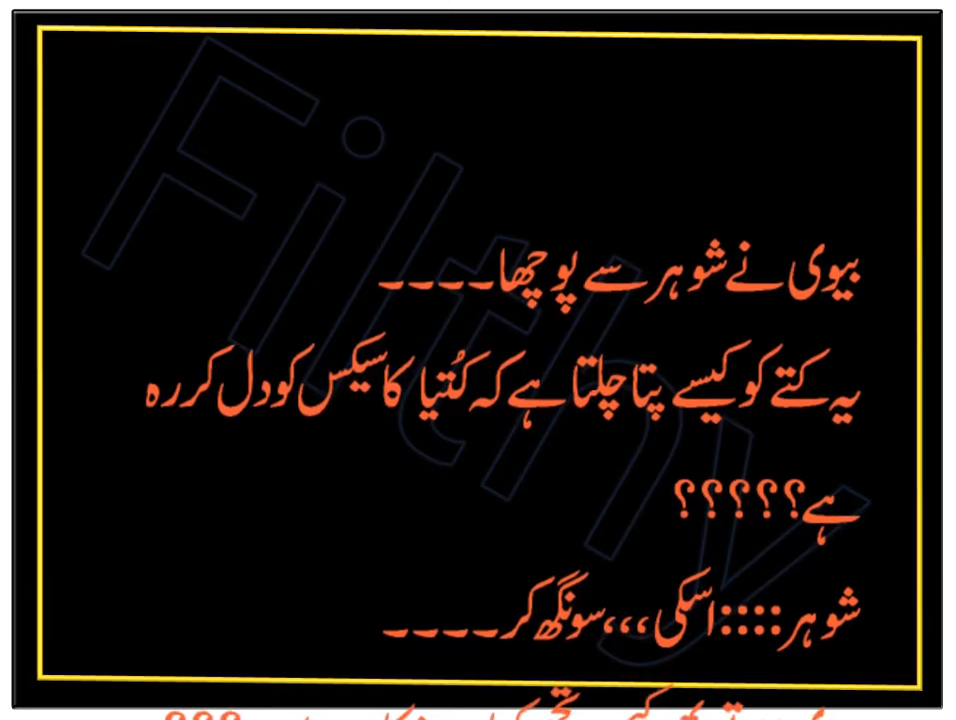 Filthy
بیوی نے شوہر سے پوچھا۔۔۔۔
یہ کتے کو کیسے پتا چلتا ہے کہ کُتیا کا سیکس کو دل کر رہ
ہے؟؟؟؟؟
شوہر::::اسکی،،،سونگھ کر۔۔۔۔